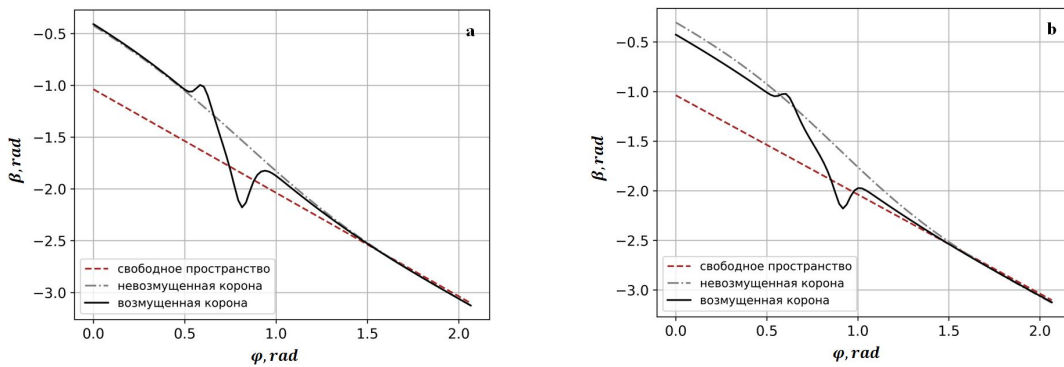 a
−0.5
−1.0
−1.5
−2.0
−2.5
−3.0
β, rad
свободное пространство
невозмущенная корона
возмущенная корона
0.0 0.5 1.0 1.5 2.0
φ, rad
b
−0.5
−1.0
−1.5
−2.0
−2.5
−3.0
β, rad
свободное пространство
невозмущенная корона
возмущенная корона
0.0 0.5 1.0 1.5 2.0
φ, rad